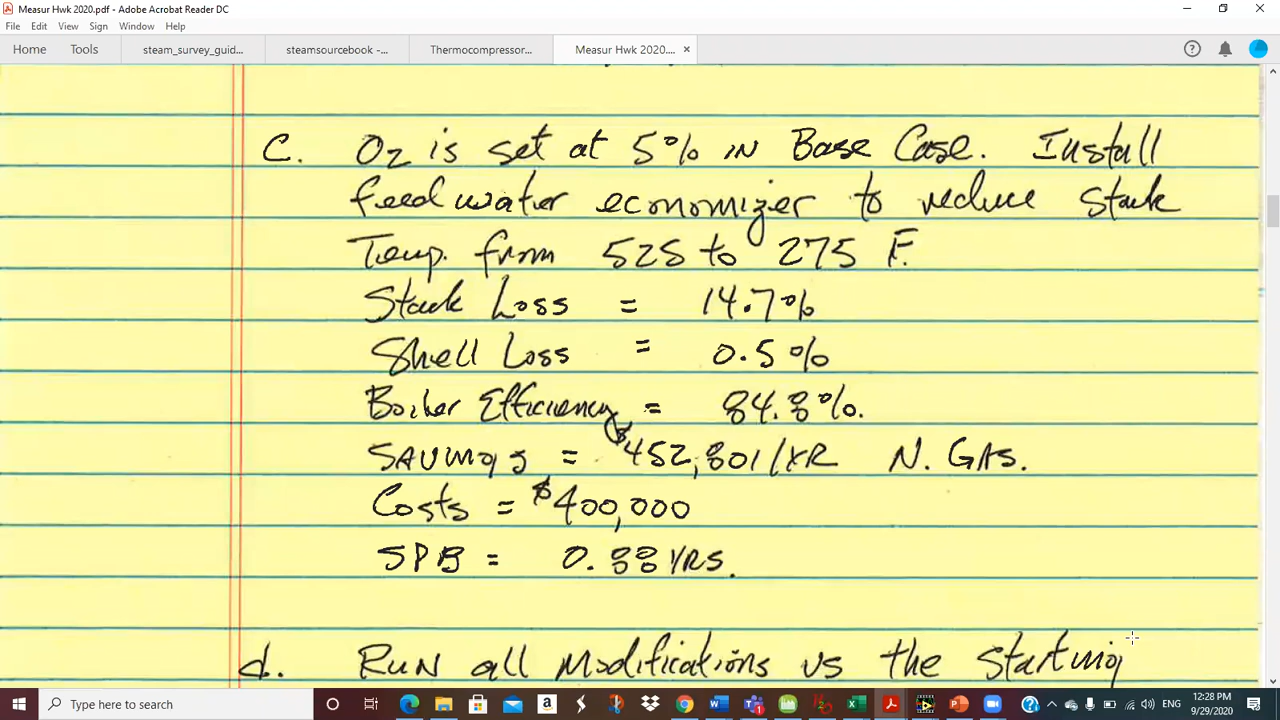 Measur Hwk 2020.pdf - Adobe Acrobat Reader DC
File Edit View Sign Window Help
Home Tools steam_survey_guid... steamsourcebook -... Thermocompressor... Measur Hwk 2020.... ×
c. O2 is set at 5% in Base Case. Install
feedwater economizer to reduce stack
Temp. from 525 to 275 F.
Stack Loss = 14.7%
Shell Loss = 0.5%
Boiler Efficiency = 84.8%.
SAVINGS = $452,801/YR N. GAS.
Costs = $400,000
SPB = 0.88 YRS.
d. Run all modifications vs the starting
Type here to search
12:28 PM
9/29/2020